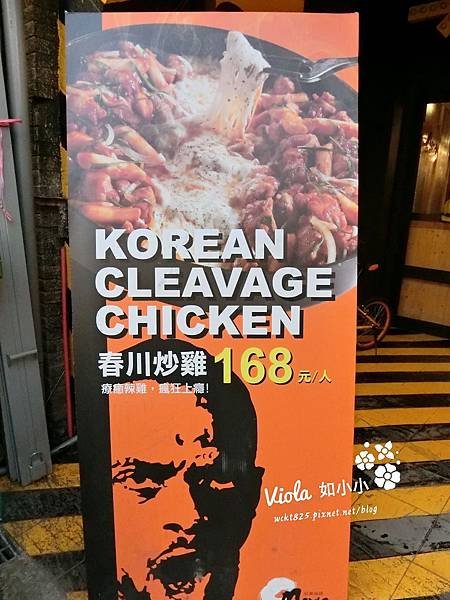 KOREAN
CLEAVAGE
CHICKEN
春川炒雞 168 元/人
療癒辣雞，瘋狂上癮!
Viola 如小小
wckt825.pixnet.net/blog